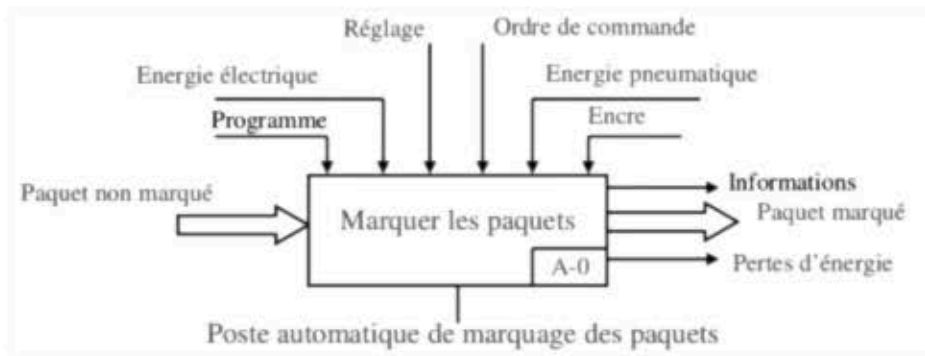 Réglage
Ordre de commande
Energie électrique
Energie pneumatique
Programme
Encre
Paquet non marqué
Informations
Marquer les paquets
Paquet marqué
A-0
Pertes d'énergie
Poste automatique de marquage des paquets